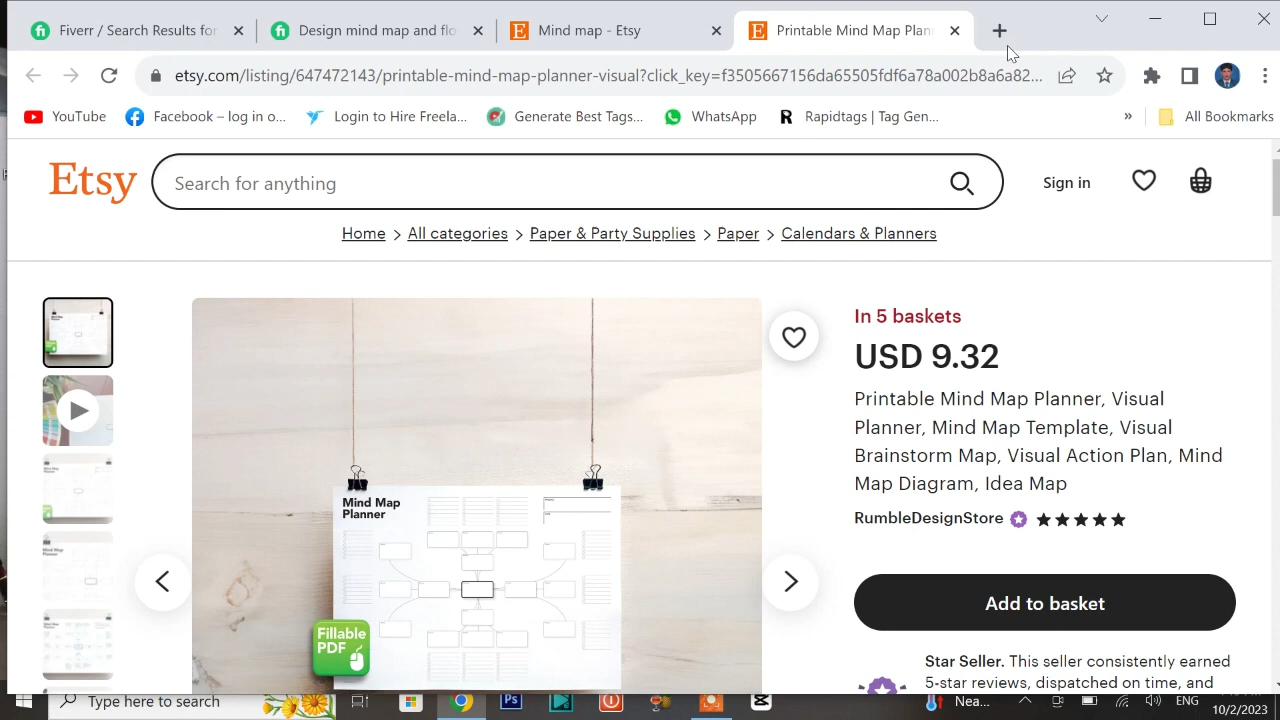 Fiverr / Search Results for
Design mind map and flo
Mind map - Etsy
Printable Mind Map Plan
etsy.com/listing/647472143/printable-mind-map-planner-visual?click_key=f3505667156da65505fdf6a78a002b8a6a82...
YouTube
Facebook – log in o...
Login to Hire Freela...
Generate Best Tags...
WhatsApp
Rapidtags | Tag Gen...
»
All Bookmarks
Etsy
Search for anything
Sign in
Home > All categories > Paper & Party Supplies > Paper > Calendars & Planners
In 5 baskets
USD 9.32
Printable Mind Map Planner, Visual
Planner, Mind Map Template, Visual
Brainstorm Map, Visual Action Plan, Mind
Map Diagram, Idea Map
RumbleDesignStore
Mind Map
Planner
Fillable
PDF
Add to basket
Star Seller. This seller consistently earned
5-star reviews, dispatched on time, and
Type here to search
Ps
Nea...
ENG
10/2/2023